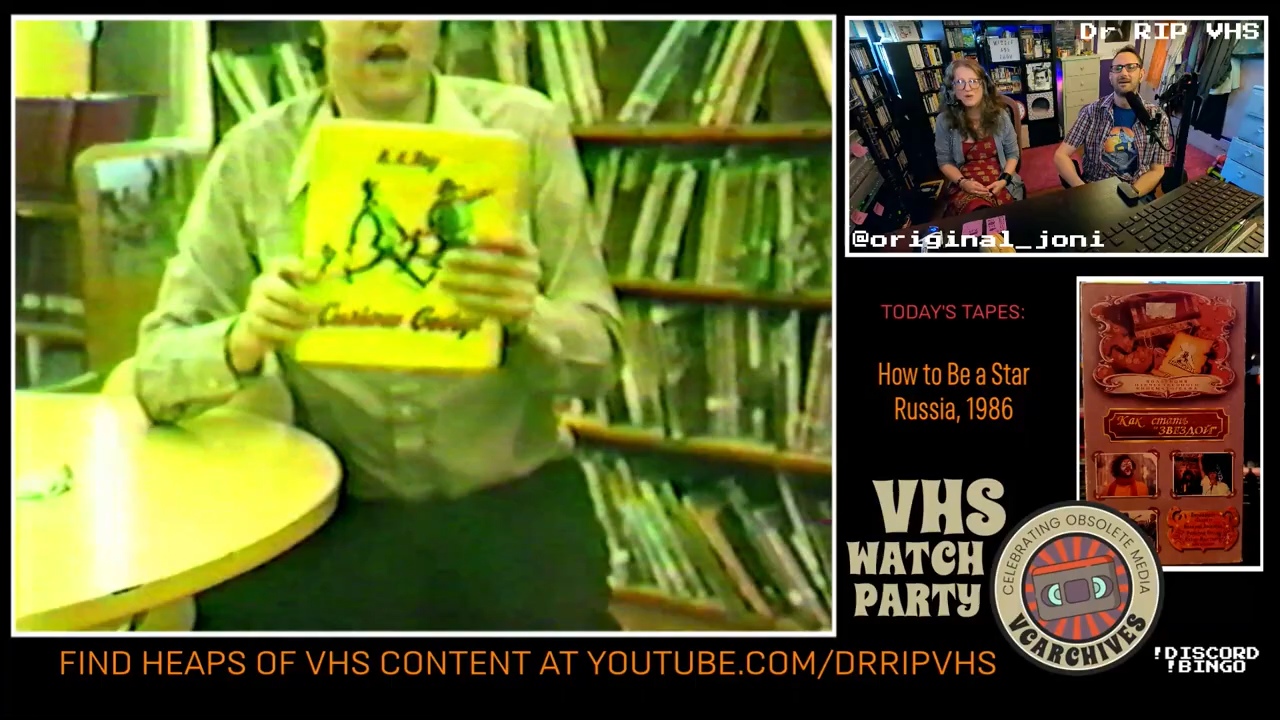 H.A.Rey
Curious George
Dr RIP VHS
@original_joni
TODAY'S TAPES:
How to Be a Star
Russia, 1986
Как стать
"ЗВЕЗДОЙ"
VHS
WATCH
PARTY
CELEBRATING OBSOLETE MEDIA
VCARCHIVES
!DISCORD
!BINGO
FIND HEAPS OF VHS CONTENT AT YOUTUBE.COM/DRRIPVHS